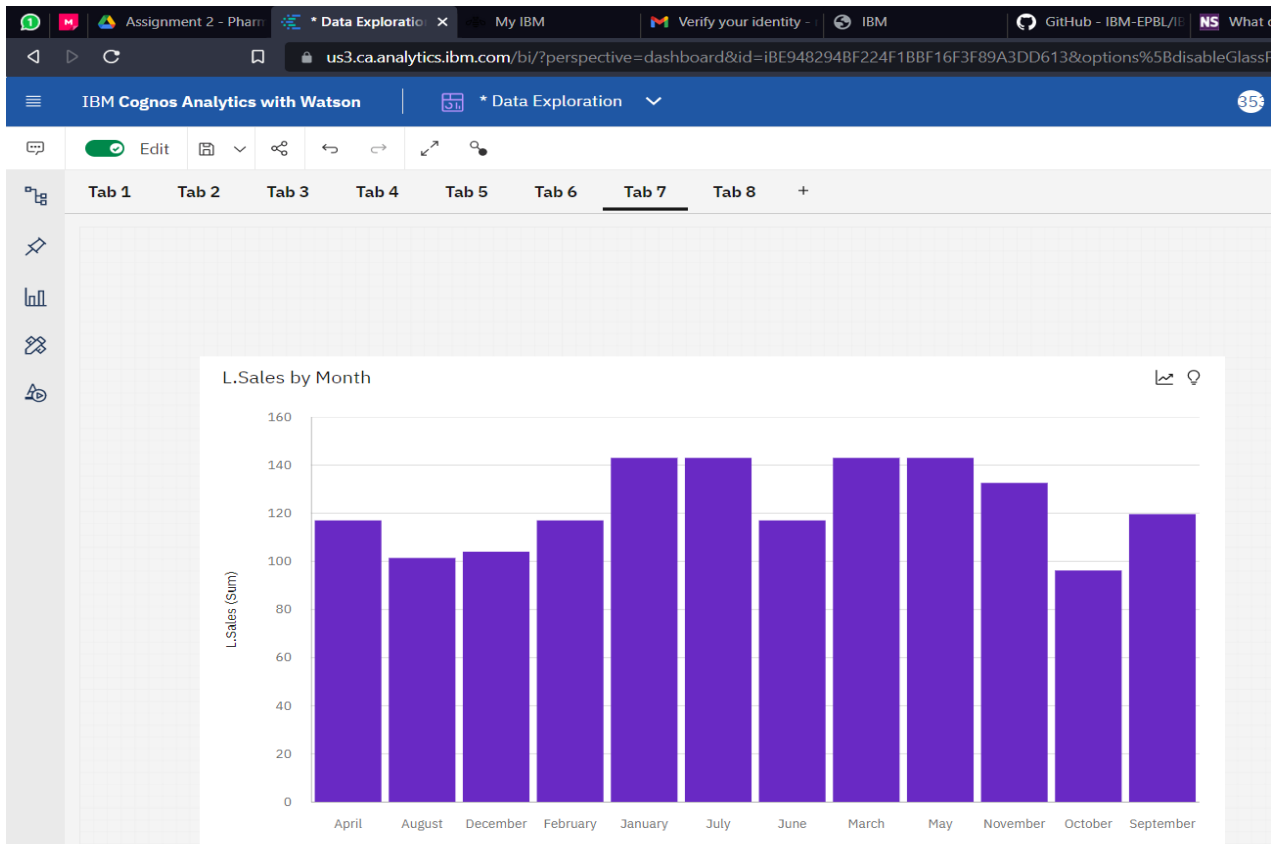 1 M Assignment 2 - Pharm * Data Exploratio My IBM Verify your identity - IBM GitHub - IBM-EPBL/IB NS What
us3.ca.analytics.ibm.com/bi/?perspective=dashboard&id=iBE948294BF224F1BBF16F3F89A3DD613&options%5BdisableGlassP
IBM Cognos Analytics with Watson * Data Exploration 353
Edit
Tab 1 Tab 2 Tab 3 Tab 4 Tab 5 Tab 6 Tab 7 Tab 8 +
L.Sales by Month
L.Sales (Sum)
160
140
120
100
80
60
40
20
0
April August December February January July June March May November October September